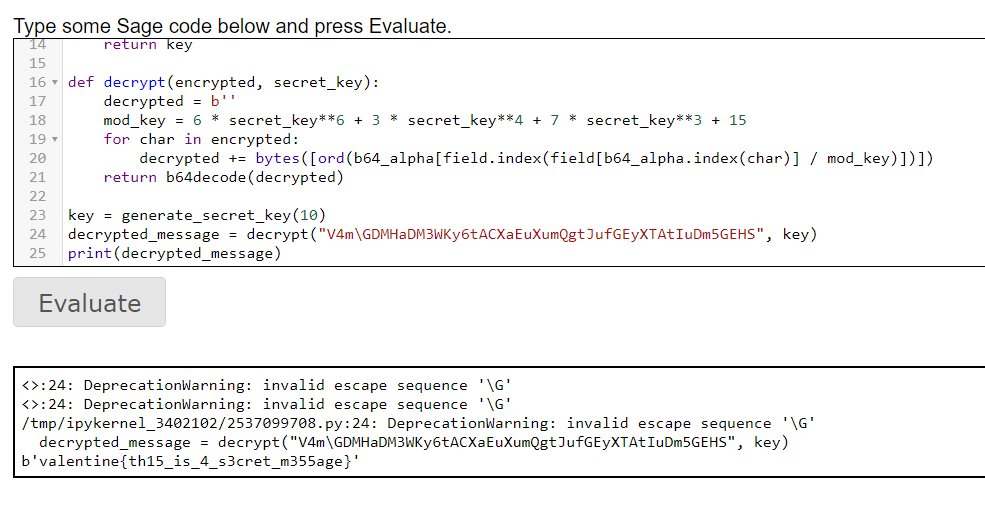 Type some Sage code below and press Evaluate.
14 return key
15
16 def decrypt(encrypted, secret_key):
17 decrypted = b''
18 mod_key = 6 * secret_key**6 + 3 * secret_key**4 + 7 * secret_key**3 + 15
19 for char in encrypted:
20 decrypted += bytes([ord(b64_alpha[field.index(field[b64_alpha.index(char)] / mod_key)])])
21 return b64decode(decrypted)
22
23 key = generate_secret_key(10)
24 decrypted_message = decrypt("V4m\GDMHaDM3WKy6tACXaEuXumQgtJufGEyXTAtIuDm5GEHS", key)
25 print(decrypted_message)
Evaluate
<>:24: DeprecationWarning: invalid escape sequence '\G'
<>:24: DeprecationWarning: invalid escape sequence '\G'
/tmp/ipykernel_3402102/2537099708.py:24: DeprecationWarning: invalid escape sequence '\G'
decrypted_message = decrypt("V4m\GDMHaDM3WKy6tACXaEuXumQgtJufGEyXTAtIuDm5GEHS", key)
b'valentine{th15_is_4_s3cret_m355age}'